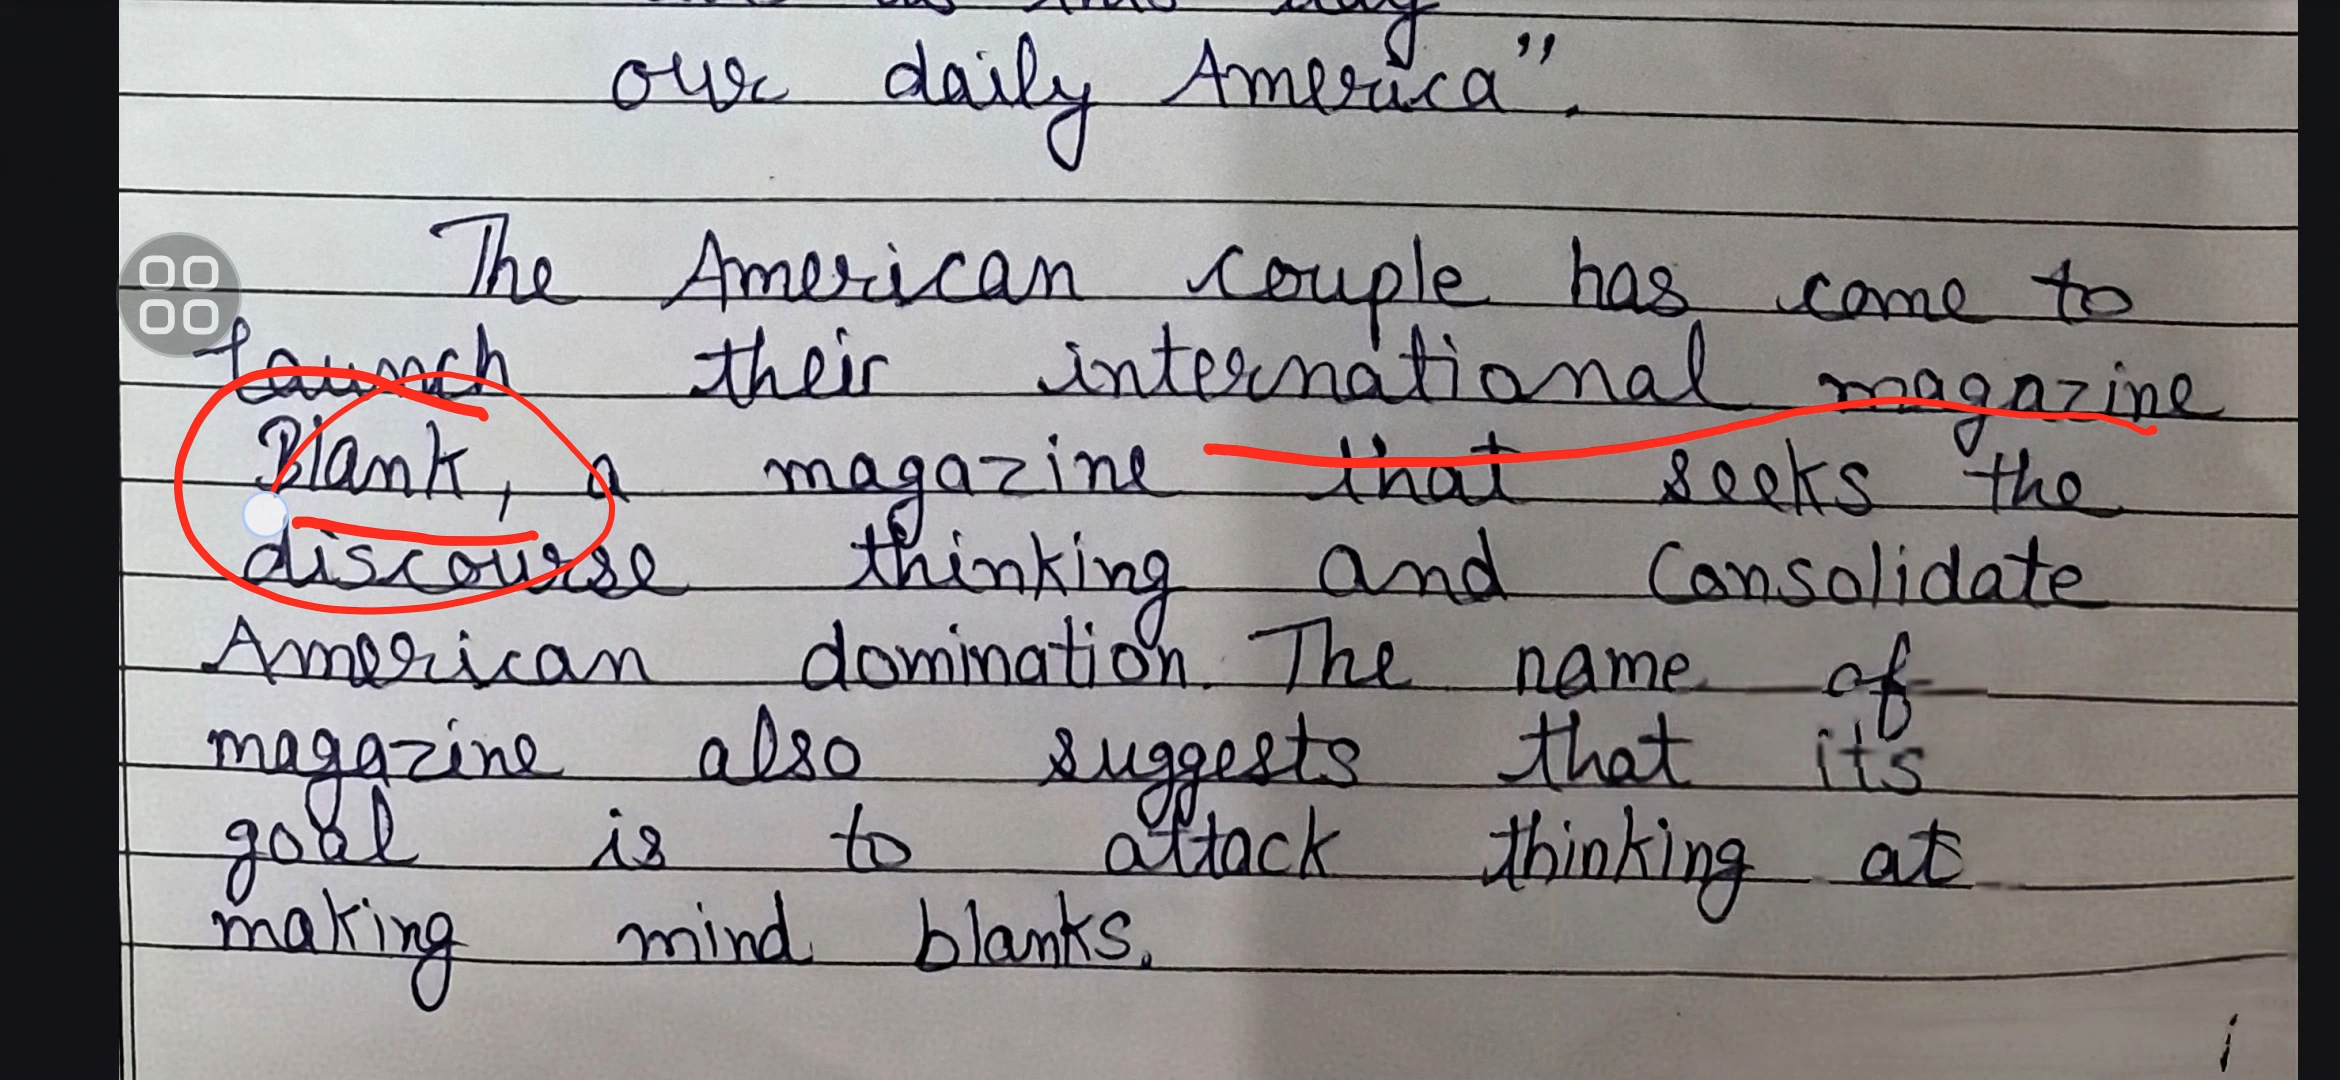 our daily America".
The American couple has come to
launch their international magazine
Blank, a magazine that seeks the
discourse thinking and consolidate
American domination. The name of
magazine also suggests that its
goal is to attack thinking at
making mind blanks.